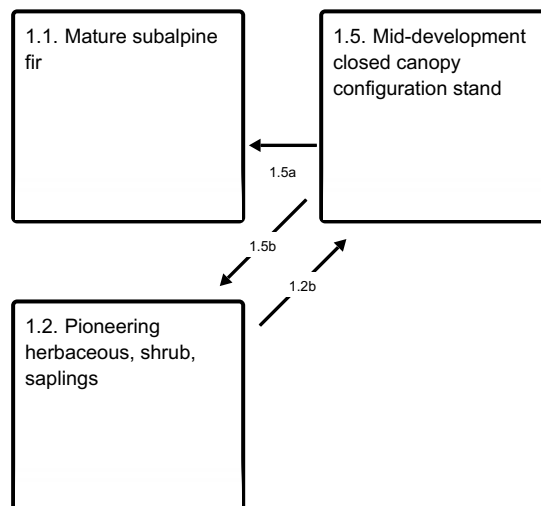 1.1. Mature subalpine
fir
1.5. Mid-development
closed canopy
configuration stand
1.5a
1.5b
1.2b
1.2. Pioneering
herbaceous, shrub,
saplings